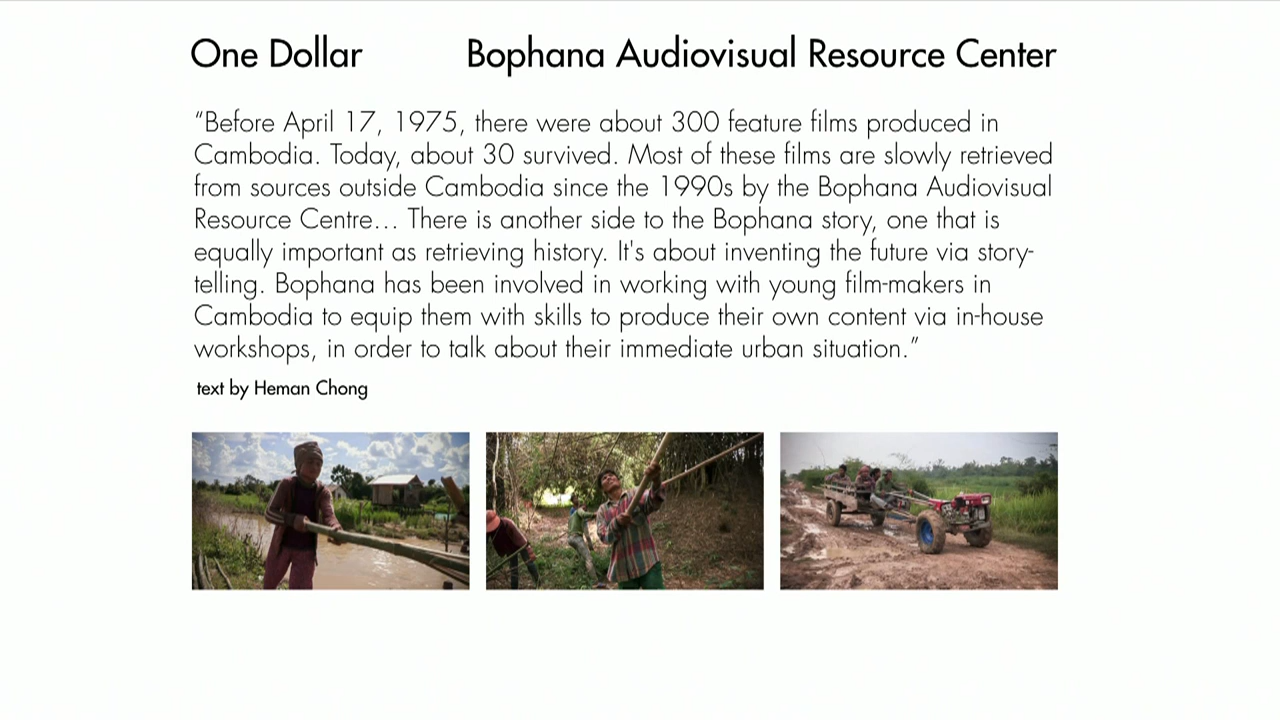 One Dollar Bophana Audiovisual Resource Center
“Before April 17, 1975, there were about 300 feature films produced in
Cambodia. Today, about 30 survived. Most of these films are slowly retrieved
from sources outside Cambodia since the 1990s by the Bophana Audiovisual
Resource Centre... There is another side to the Bophana story, one that is
equally important as retrieving history. It's about inventing the future via story-
telling. Bophana has been involved in working with young film-makers in
Cambodia to equip them with skills to produce their own content via in-house
workshops, in order to talk about their immediate urban situation.”
text by Heman Chong